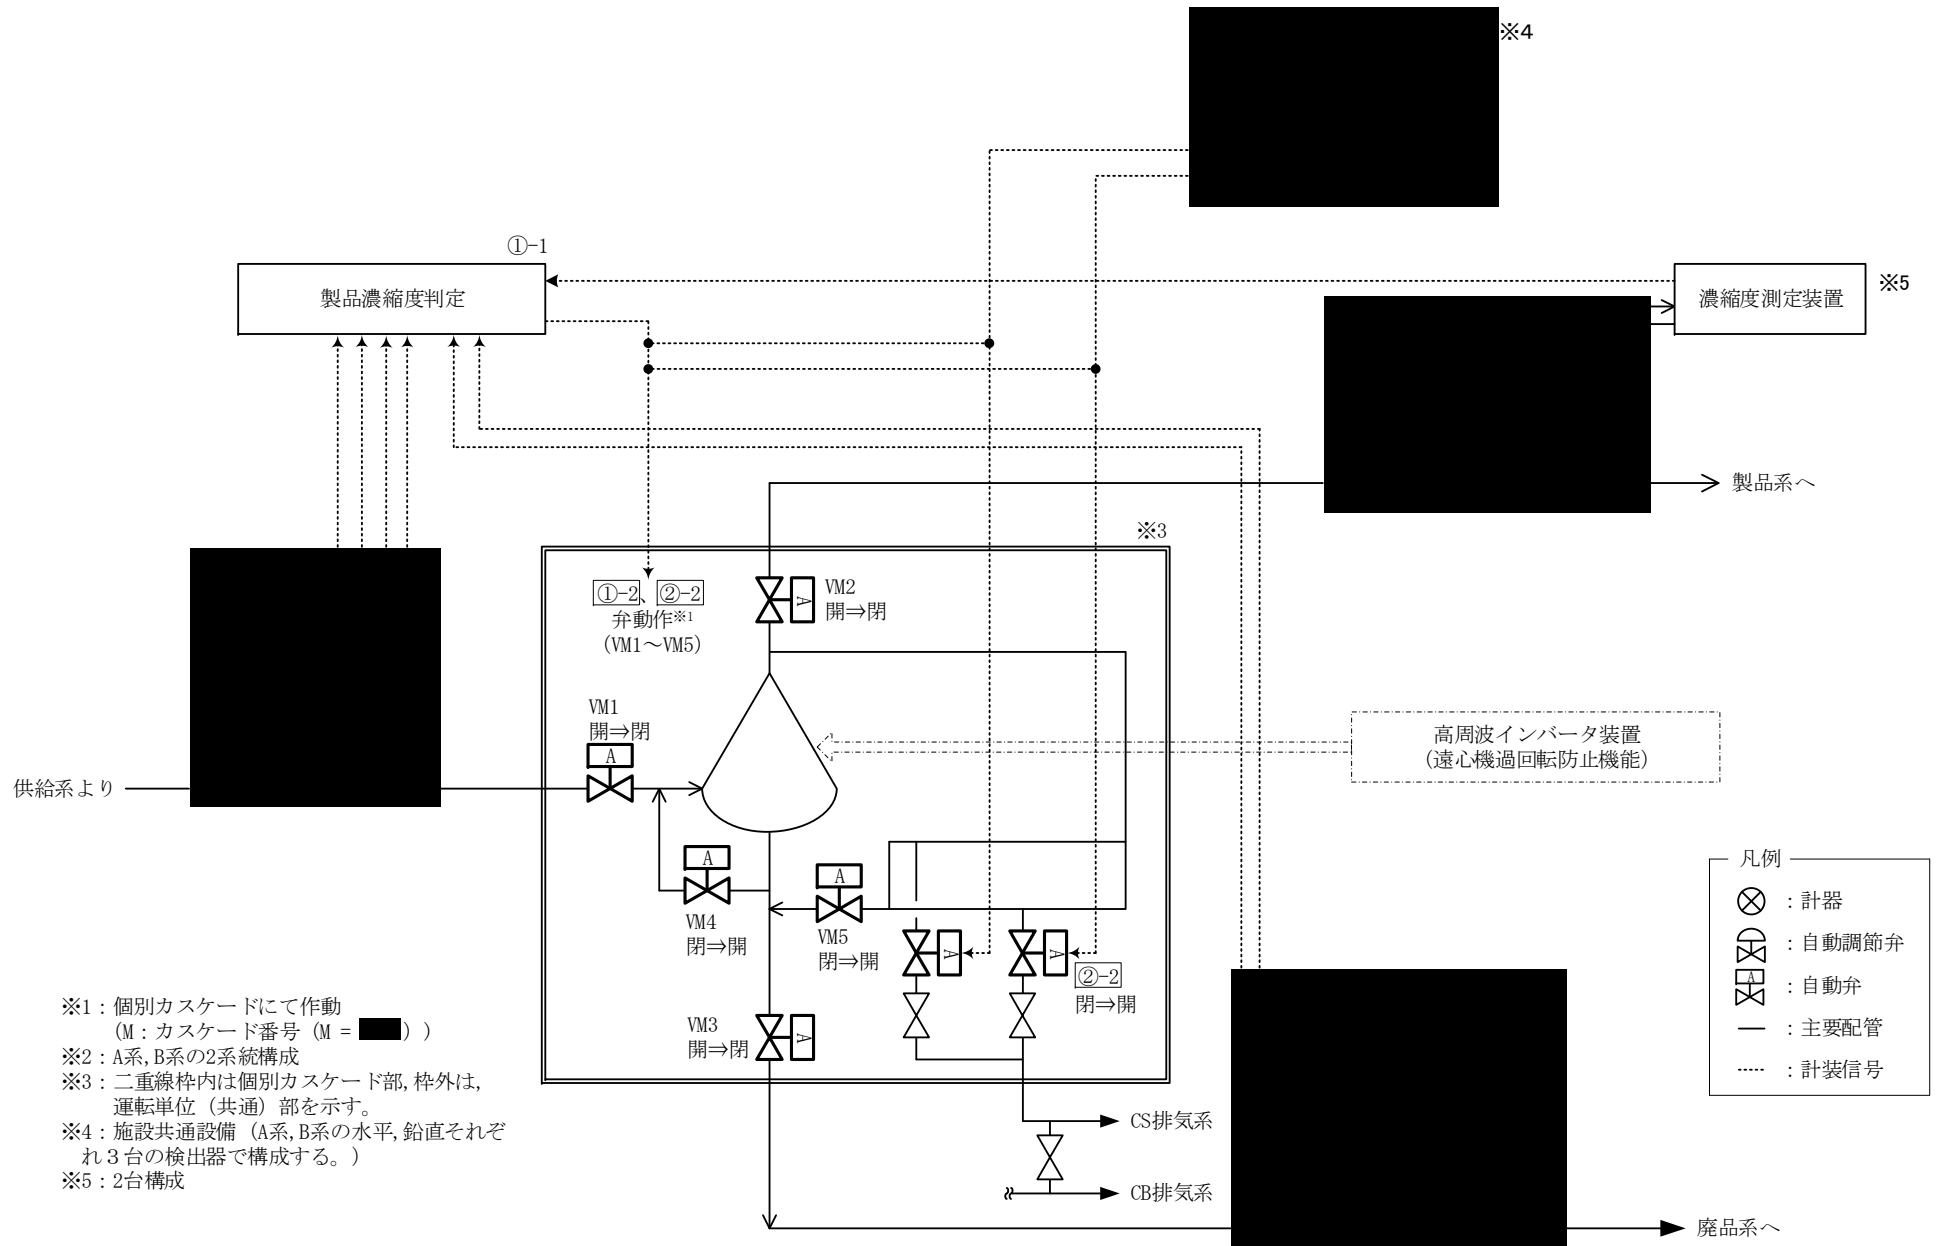 ※4
①-1
製品濃縮度判定
濃縮度測定装置
※5
製品系へ
※3
①-2、②-2
弁動作※1
(VM1～VM5)
A
VM2
開⇒閉
VM1
開⇒閉
A
高周波インバータ装置
（遠心機過回転防止機能）
供給系より
A
VM4
閉⇒開
A
VM5
閉⇒開
A
A
②-2
閉⇒開
VM3
開⇒閉
A
CS排気系
CB排気系
廃品系へ
凡例
：計器
：自動調節弁
A
：自動弁
：主要配管
：計装信号
※1：個別カスケードにて作動
（M：カスケード番号（M = ））
※2：A系,B系の2系統構成
※3：二重線枠内は個別カスケード部,枠外は,
運転単位（共通）部を示す。
※4：施設共通設備（A系,B系の水平,鉛直それぞ
れ３台の検出器で構成する。）
※5：2台構成